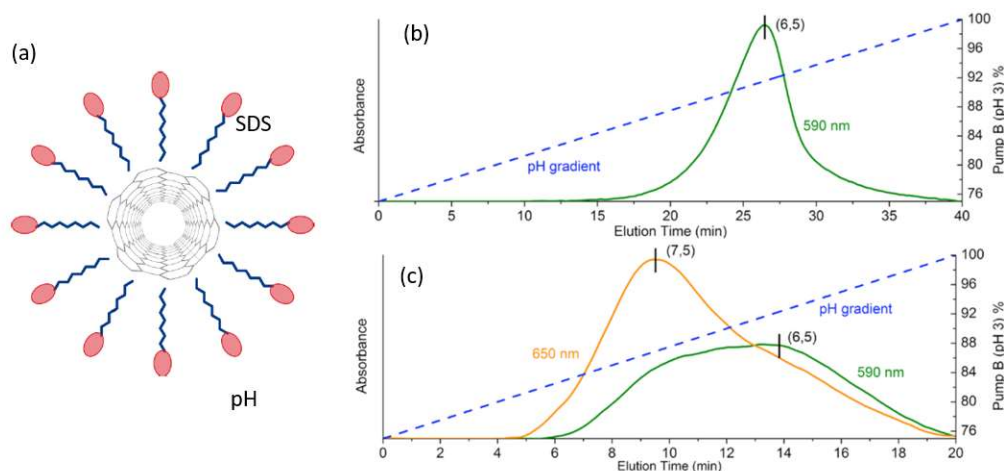 (a)
SDS
pH
(b)
(6,5)
590 nm
pH gradient
Absorbance
Pump B (pH 3) %
100
96
92
88
84
80
76
0 5 10 15 20 25 30 35 40
Elution Time (min)
(c)
(7,5)
(6,5)
650 nm
590 nm
pH gradient
Absorbance
Pump B (pH 3) %
100
96
92
88
84
80
76
0 2 4 6 8 10 12 14 16 18 20
Elution Time (min)